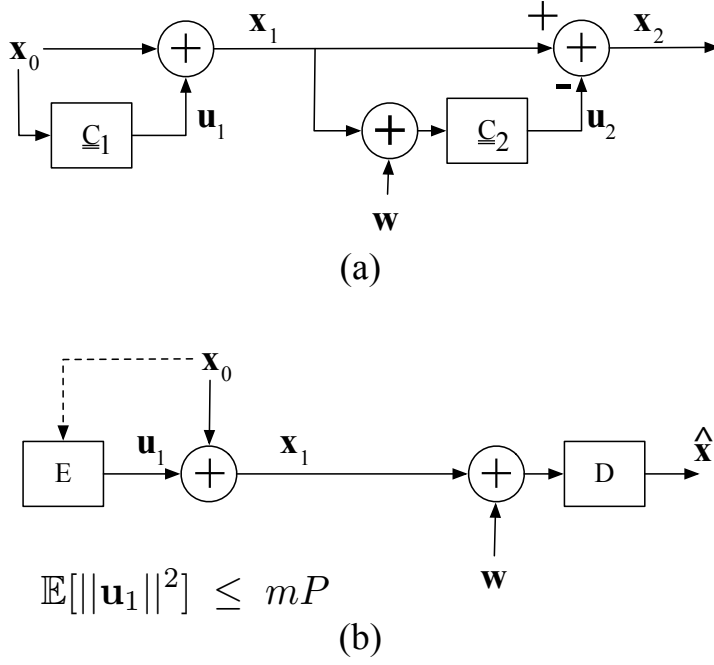 x₀ + x₁ + x₂
+ -
C₁ u₁ + C₂ u₂
w
(a)
x₀
E u₁ + x₁ + D x̂
w
𝔼[||u₁||²] ≤ mP
(b)